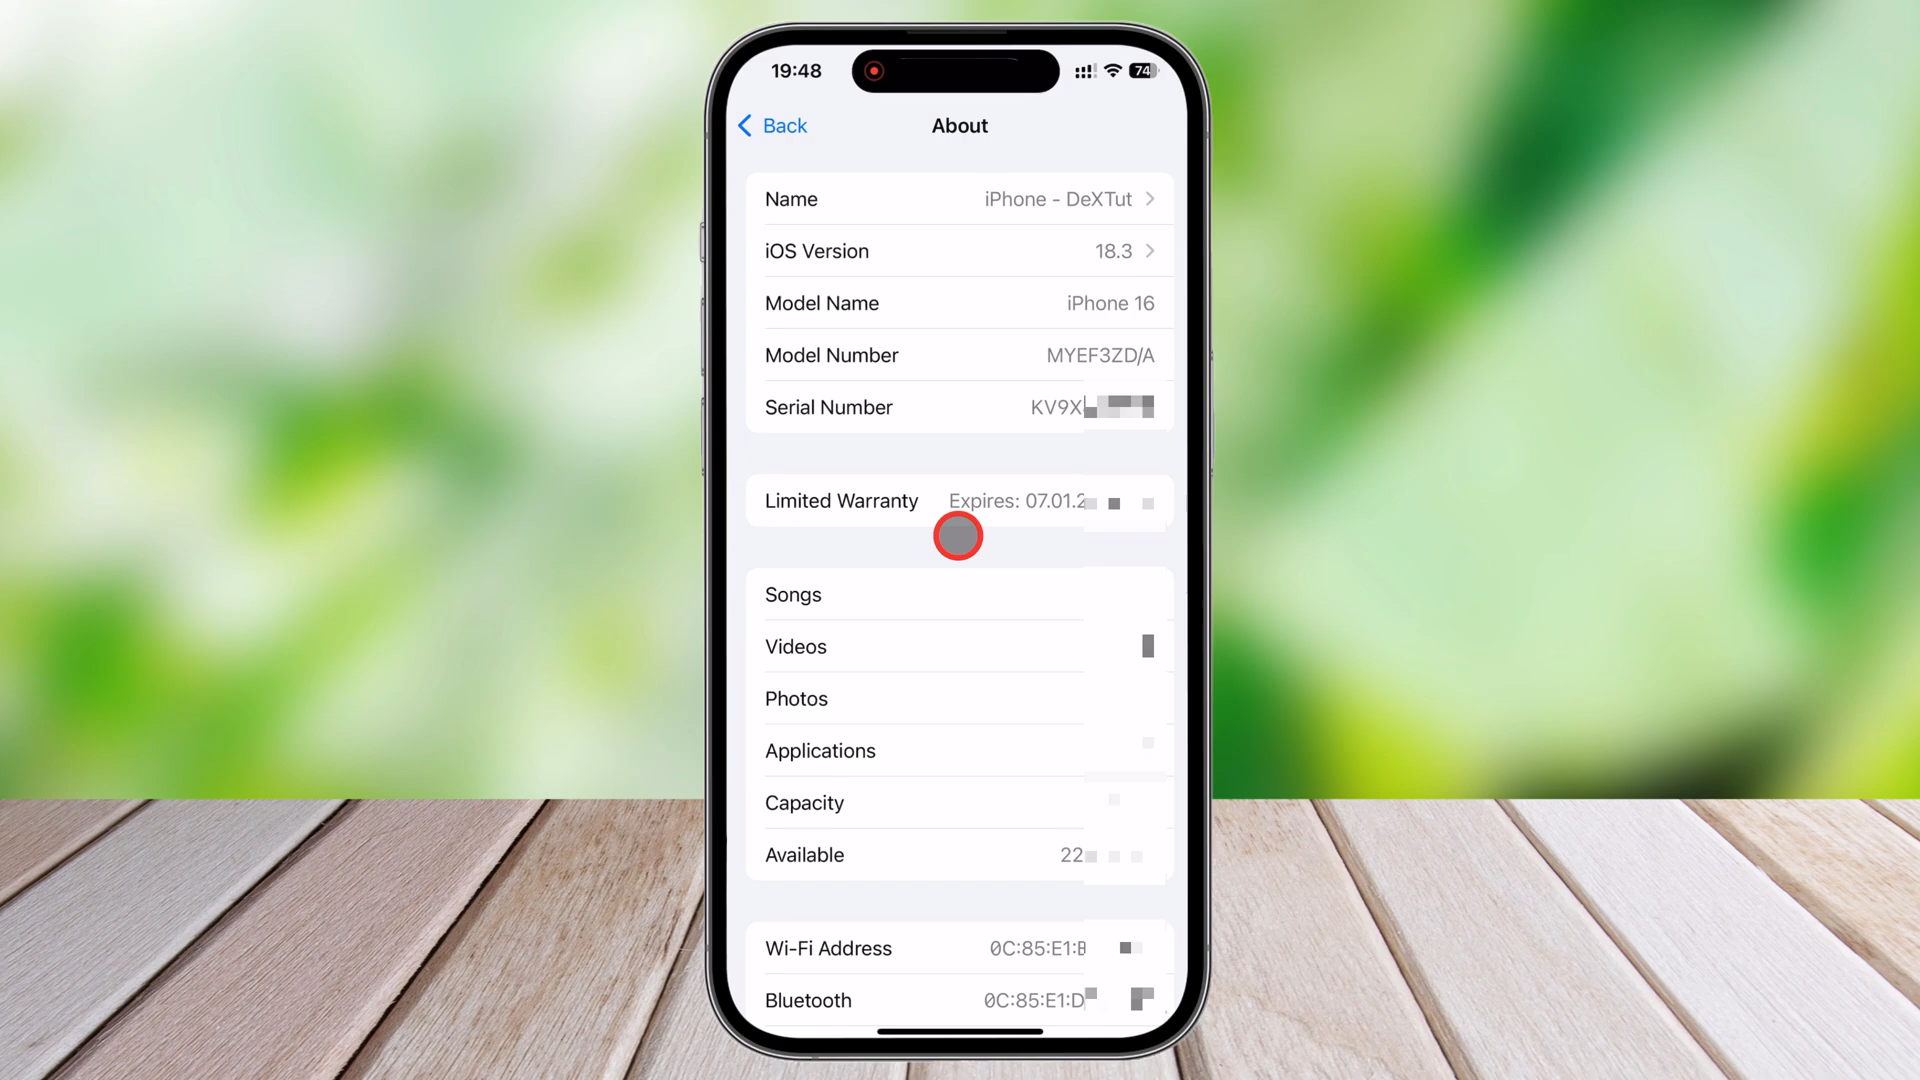 19:48
74
Back
About
Name iPhone - DeXTut
iOS Version 18.3
Model Name iPhone 16
Model Number MYEF3ZD/A
Serial Number KV9X
Limited Warranty Expires: 07.01.2
Songs
Videos
Photos
Applications
Capacity
Available 22
Wi-Fi Address 0C:85:E1:B
Bluetooth 0C:85:E1:D